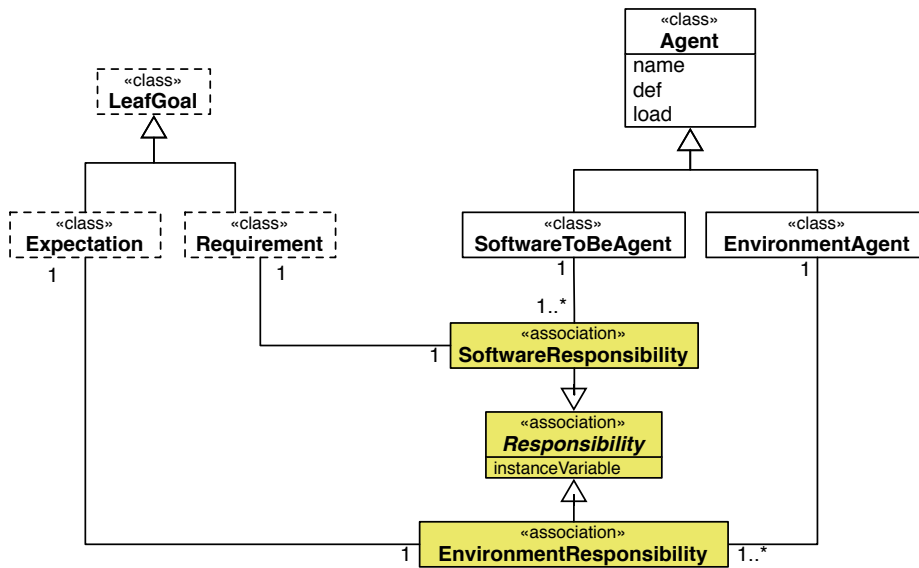 «class»
Agent
name
def
load
«class»
LeafGoal
«class»
Expectation
«class»
Requirement
«class»
SoftwareToBeAgent
«class»
EnvironmentAgent
1
1
1
1
1..*
«association»
SoftwareResponsibility
1
«association»
Responsibility
instanceVariable
«association»
EnvironmentResponsibility
1
1..*